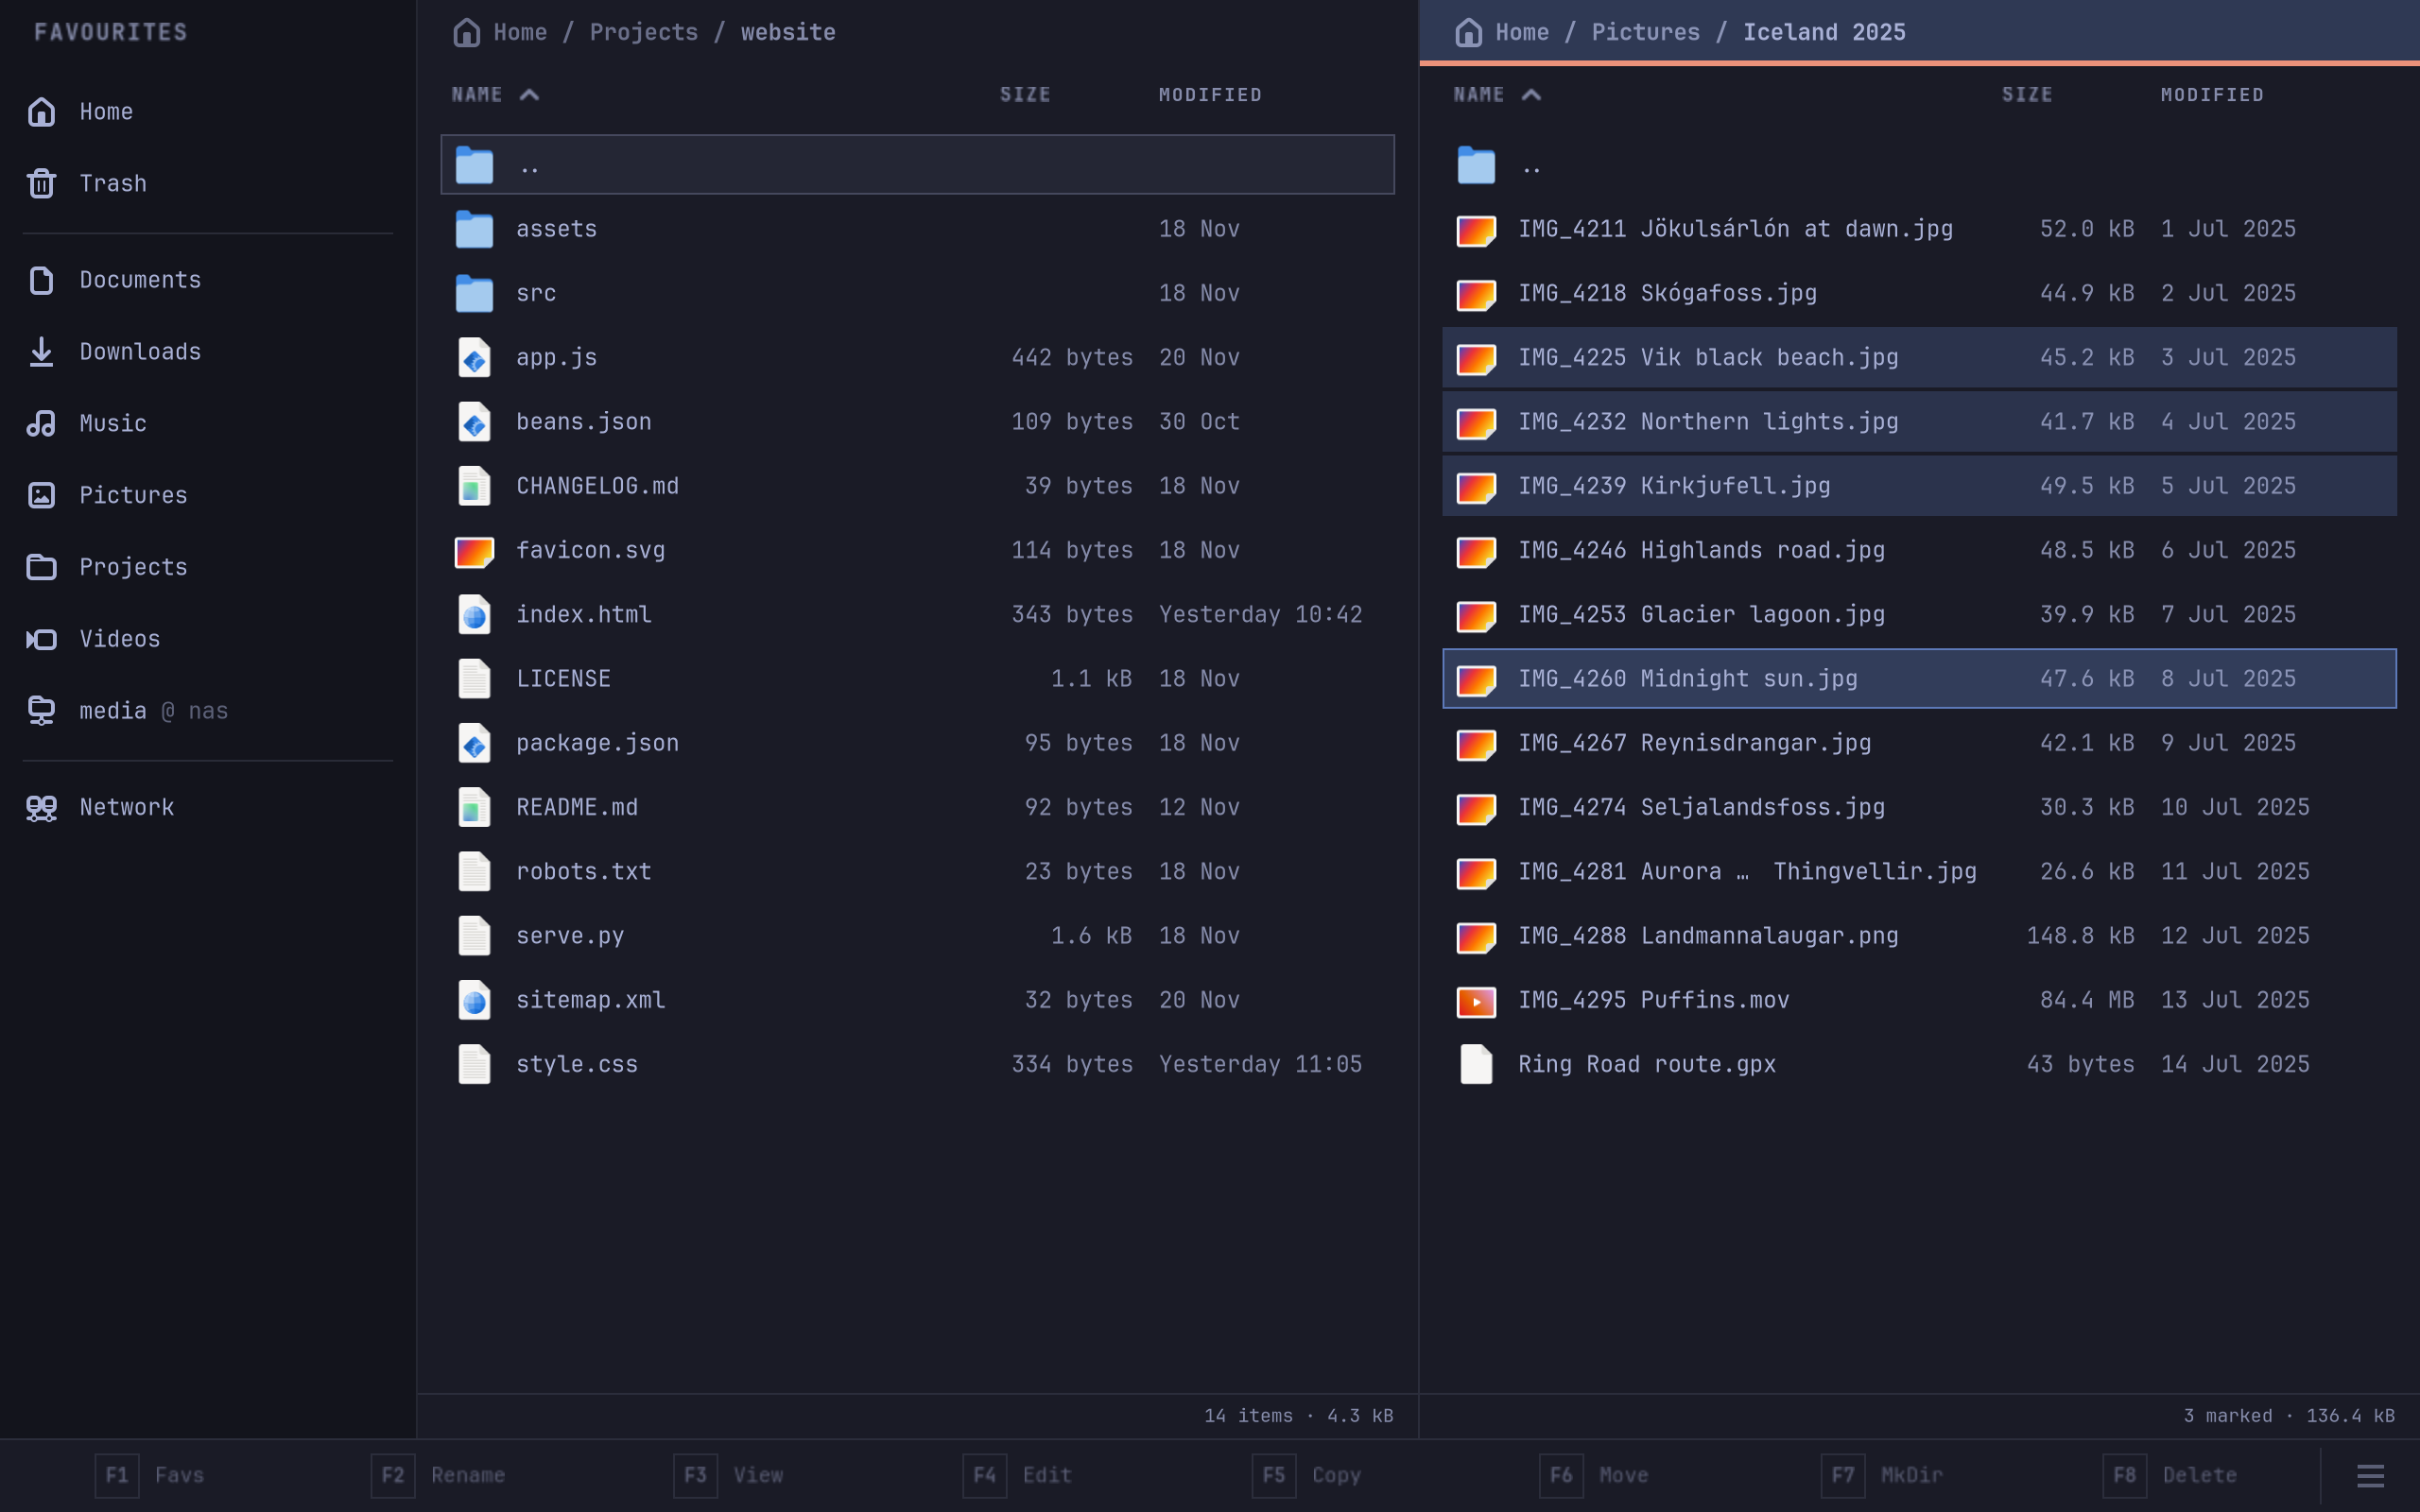 FAVOURITES
Home
Trash
Documents
Downloads
Music
Pictures
Projects
Videos
media @ nas
Network
Home / Projects / website
NAME SIZE MODIFIED
..
assets 18 Nov
src 18 Nov
app.js 442 bytes 20 Nov
beans.json 109 bytes 30 Oct
CHANGELOG.md 39 bytes 18 Nov
favicon.svg 114 bytes 18 Nov
index.html 343 bytes Yesterday 10:42
LICENSE 1.1 kB 18 Nov
package.json 95 bytes 18 Nov
README.md 92 bytes 12 Nov
robots.txt 23 bytes 18 Nov
serve.py 1.6 kB 18 Nov
sitemap.xml 32 bytes 20 Nov
style.css 334 bytes Yesterday 11:05
14 items · 4.3 kB
Home / Pictures / Iceland 2025
NAME SIZE MODIFIED
..
IMG_4211 Jökulsárlón at dawn.jpg 52.0 kB 1 Jul 2025
IMG_4218 Skógafoss.jpg 44.9 kB 2 Jul 2025
IMG_4225 Vik black beach.jpg 45.2 kB 3 Jul 2025
IMG_4232 Northern lights.jpg 41.7 kB 4 Jul 2025
IMG_4239 Kirkjufell.jpg 49.5 kB 5 Jul 2025
IMG_4246 Highlands road.jpg 48.5 kB 6 Jul 2025
IMG_4253 Glacier lagoon.jpg 39.9 kB 7 Jul 2025
IMG_4260 Midnight sun.jpg 47.6 kB 8 Jul 2025
IMG_4267 Reynisdrangar.jpg 42.1 kB 9 Jul 2025
IMG_4274 Seljalandsfoss.jpg 30.3 kB 10 Jul 2025
IMG_4281 Aurora … Thingvellir.jpg 26.6 kB 11 Jul 2025
IMG_4288 Landmannalaugar.png 148.8 kB 12 Jul 2025
IMG_4295 Puffins.mov 84.4 MB 13 Jul 2025
Ring Road route.gpx 43 bytes 14 Jul 2025
3 marked · 136.4 kB
F1 Favs F2 Rename F3 View F4 Edit F5 Copy F6 Move F7 MkDir F8 Delete